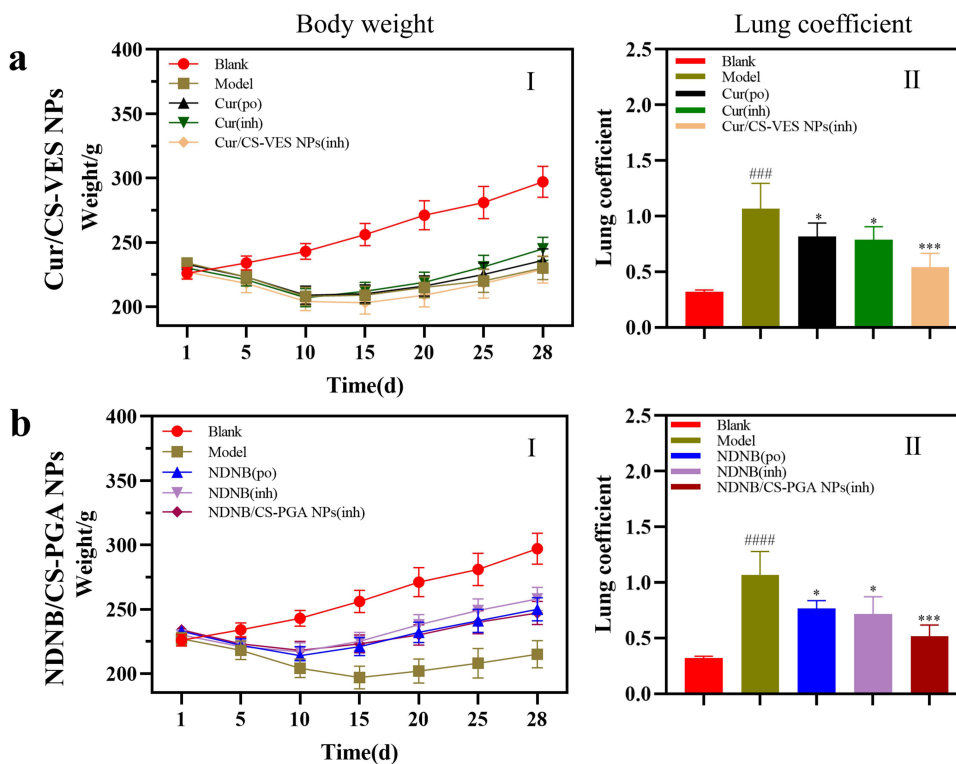 Body weight
Lung coefficient
a
Cur/CS-VES NPs
Weight/g
400
350
300
250
200
Blank
Model
Cur(po)
Cur(inh)
Cur/CS-VES NPs(inh)
I
1 5 10 15 20 25 28
Time(d)
Lung coefficient
2.5
2.0
1.5
1.0
0.5
0.0
Blank
Model
Cur(po)
Cur(inh)
Cur/CS-VES NPs(inh)
II
###
*
*
***
b
NDNB/CS-PGA NPs
Weight/g
400
350
300
250
200
Blank
Model
NDNB(po)
NDNB(inh)
NDNB/CS-PGA NPs(inh)
I
1 5 10 15 20 25 28
Time(d)
Lung coefficient
2.5
2.0
1.5
1.0
0.5
0.0
Blank
Model
NDNB(po)
NDNB(inh)
NDNB/CS-PGA NPs(inh)
II
####
*
*
***